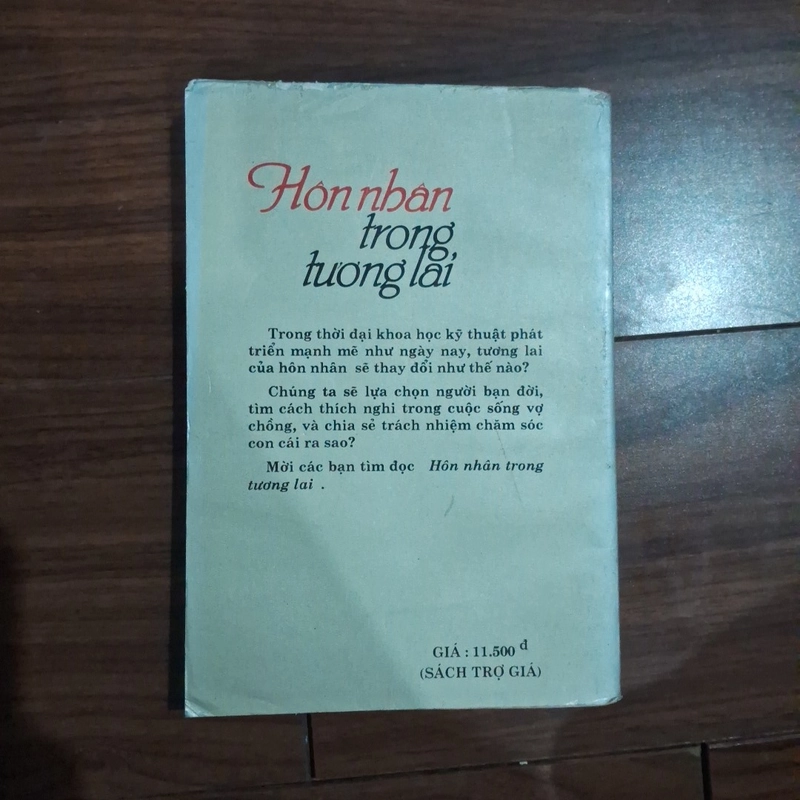 Hôn nhân
trong
tương lai
Trong thời đại khoa học kỹ thuật phát
triển mạnh mẽ như ngày nay, tương lai
của hôn nhân sẽ thay đổi như thế nào?
Chúng ta sẽ lựa chọn người bạn đời,
tìm cách thích nghi trong cuộc sống vợ
chồng, và chia sẻ trách nhiệm chăm sóc
con cái ra sao?
Mời các bạn tìm đọc Hôn nhân trong
tương lai .
GIÁ : 11.500 đ
(SÁCH TRỢ GIÁ)